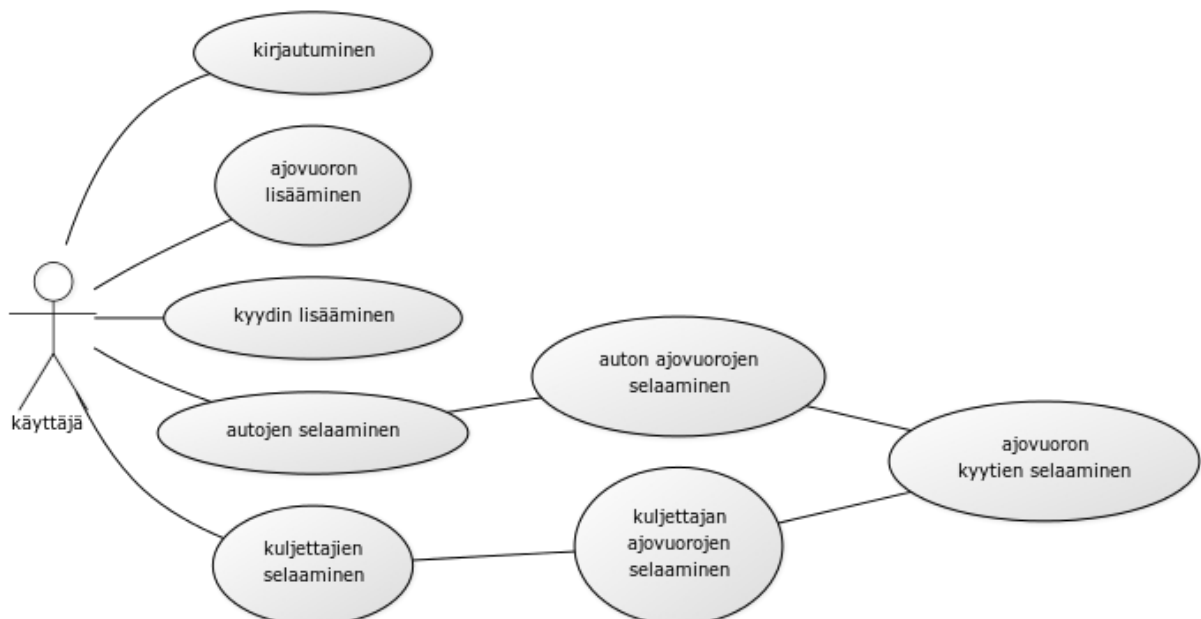 kirjautuminen
ajovuoron
lisääminen
kyydin lisääminen
käyttäjä
autojen selaaminen
auton ajovuorojen
selaaminen
ajovuoron
kyytien selaaminen
kuljettajien
selaaminen
kuljettajan
ajovuorojen
selaaminen